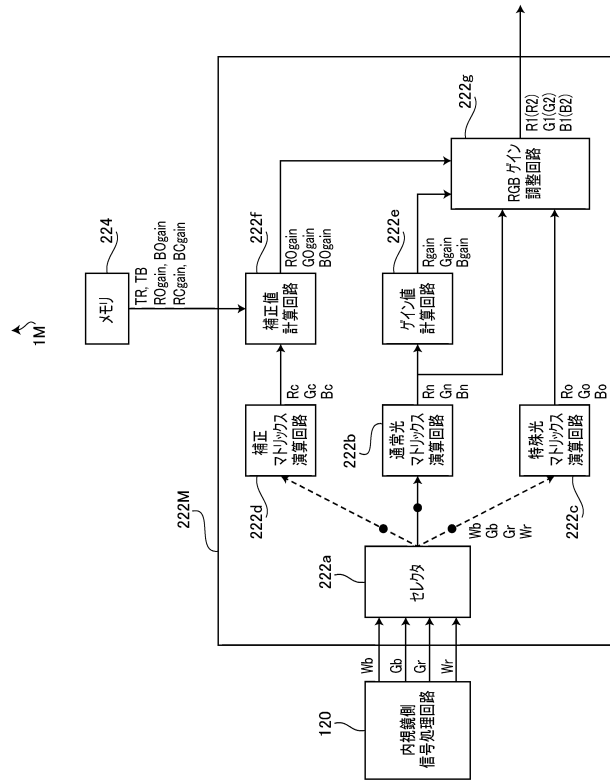 1M
222M
224
メモリ
TR, TB
ROgain, BOgain
RCgain, BCgain
120
内視鏡側
信号処理回路
Wb
Gb
Gr
Wr
222a
セレクタ
222d
補正
マトリックス
演算回路
Rc
Gc
Bc
222f
補正値
計算回路
ROgain
GOgain
BOgain
222b
通常光
マトリックス
演算回路
Rn
Gn
Bn
222e
ゲイン値
計算回路
Rgain
Ggain
Bgain
Wb
Gb
Gr
Wr
222c
特殊光
マトリックス
演算回路
Ro
Go
Bo
222g
RGB ゲイン
調整回路
R1(R2)
G1(G2)
B1(B2)